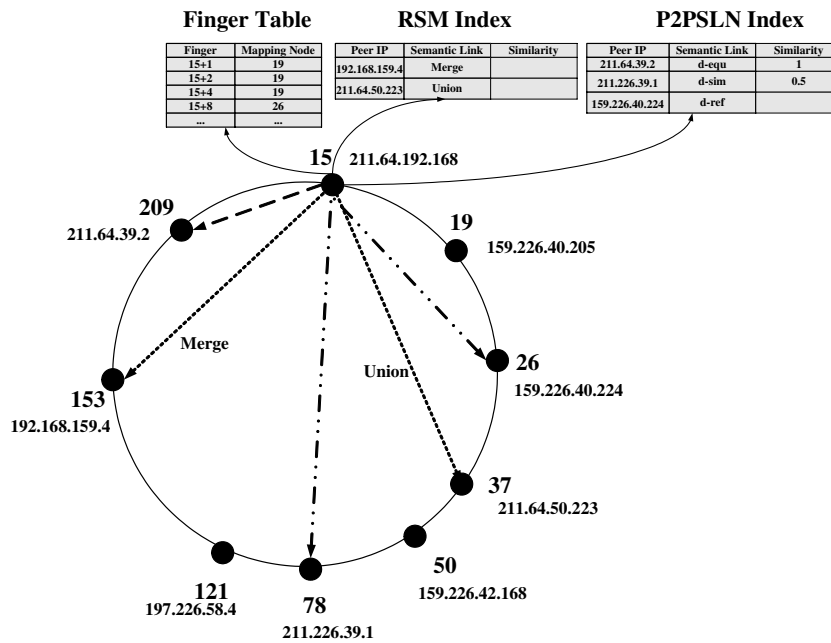 Finger Table
RSM Index
P2PSLN Index
Finger Mapping Node
15+1 19
15+2 19
15+4 19
15+8 26
... ...
Peer IP Semantic Link Similarity
192.168.159.4 Merge
211.64.50.223 Union
Peer IP Semantic Link Similarity
211.64.39.2 d-equ 1
211.226.39.1 d-sim 0.5
159.226.40.224 d-ref
15
211.64.192.168
209
211.64.39.2
19
159.226.40.205
Merge
Union
26
159.226.40.224
153
192.168.159.4
37
211.64.50.223
50
159.226.42.168
121
197.226.58.4
78
211.226.39.1